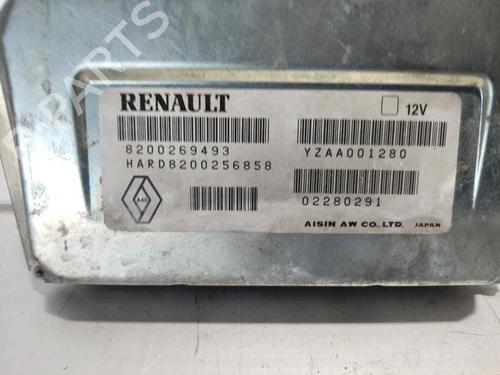 RENAULT
12V
8200269493
YZAA001280
HARD8200256858
02280291
AISIN AW CO., LTD. JAPAN